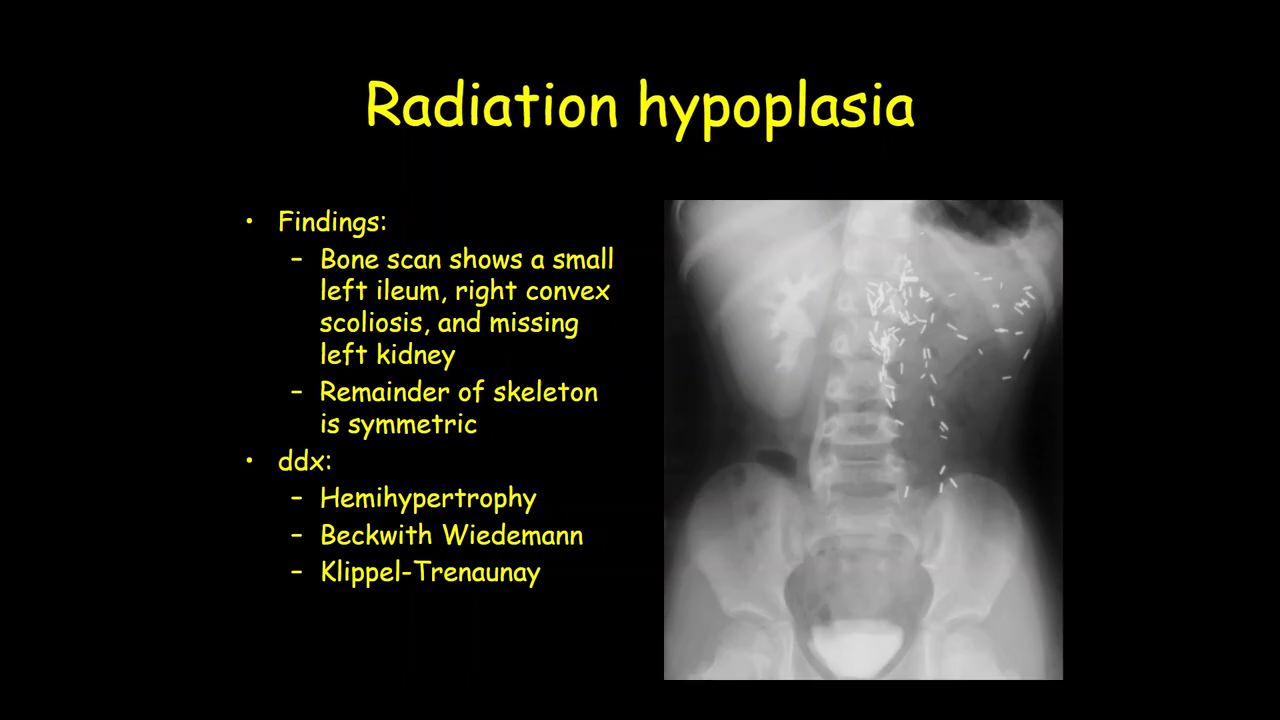 Radiation hypoplasia
• Findings:
– Bone scan shows a small
left ileum, right convex
scoliosis, and missing
left kidney
– Remainder of skeleton
is symmetric
• ddx:
– Hemihypertrophy
– Beckwith Wiedemann
– Klippel-Trenaunay